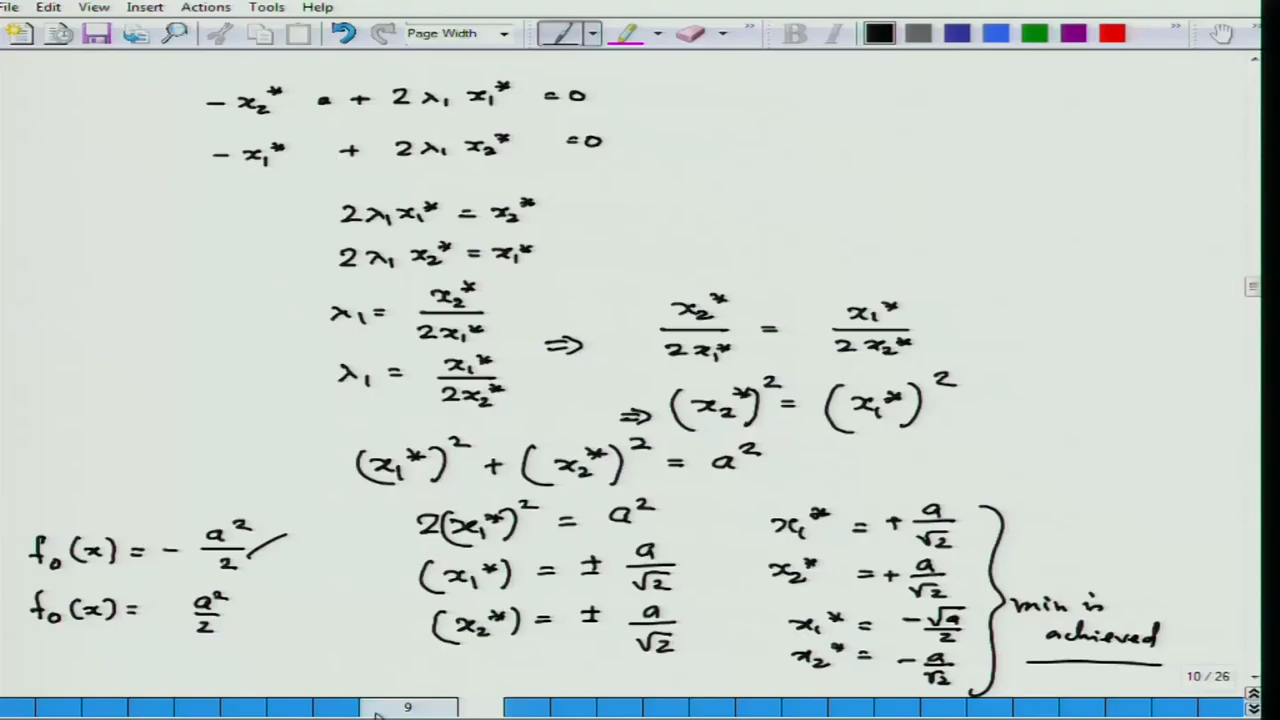 File Edit View Insert Actions Tools Help
Page Width
- x₂* a + 2 λ₁ x₁* = 0
- x₁* + 2 λ₁ x₂* = 0
2λ₁x₁* = x₂*
2λ₁ x₂* = x₁*
λ₁ = x₂* / 2x₁*
λ₁ = x₁* / 2x₂*
⇒ x₂* / 2x₁* = x₁* / 2x₂*
⇒ (x₂*)² = (x₁*)²
(x₁*)² + (x₂*)² = a²
2(x₁*)² = a²
(x₁*) = ± a/√2
(x₂*) = ± a/√2
x₁* = + a/√2
x₂* = + a/√2
x₁* = - √a/2
x₂* = - a/√2
min is
achieved
f₀(x) = - a²/2 ✓
f₀(x) = a²/2
10 / 26
9